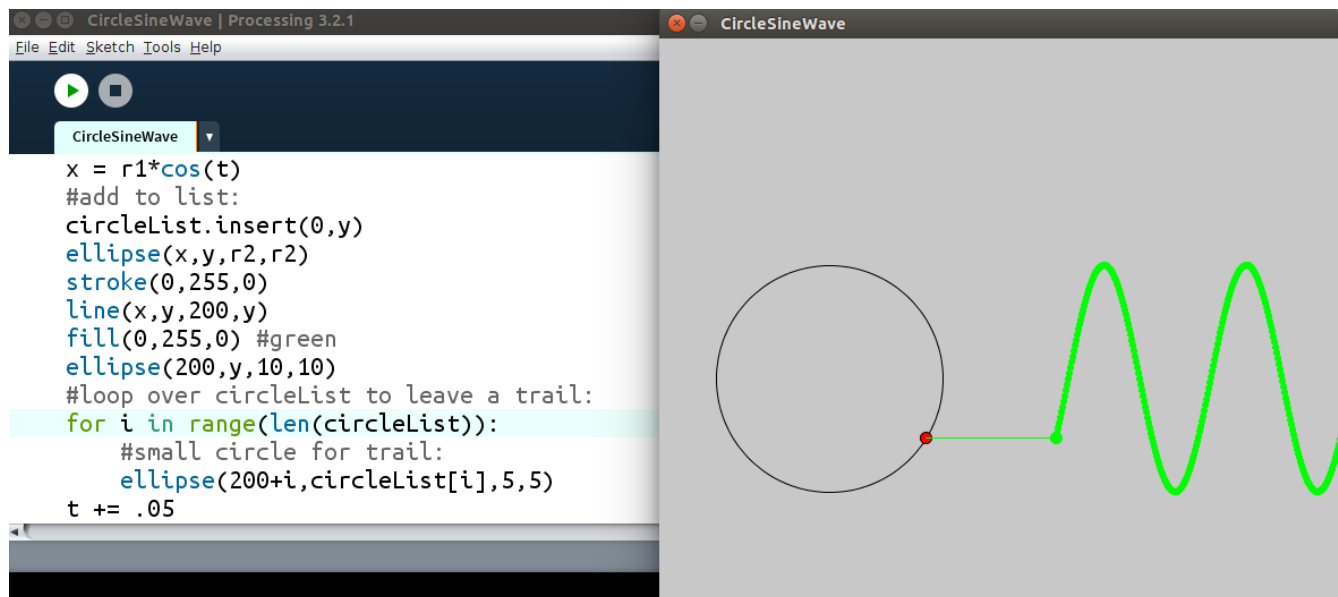 CircleSineWave | Processing 3.2.1
File Edit Sketch Tools Help
CircleSineWave
x = r1*cos(t)
#add to list:
circleList.insert(0,y)
ellipse(x,y,r2,r2)
stroke(0,255,0)
line(x,y,200,y)
fill(0,255,0) #green
ellipse(200,y,10,10)
#loop over circleList to leave a trail:
for i in range(len(circleList)):
    #small circle for trail:
    ellipse(200+i,circleList[i],5,5)
t += .05
CircleSineWave